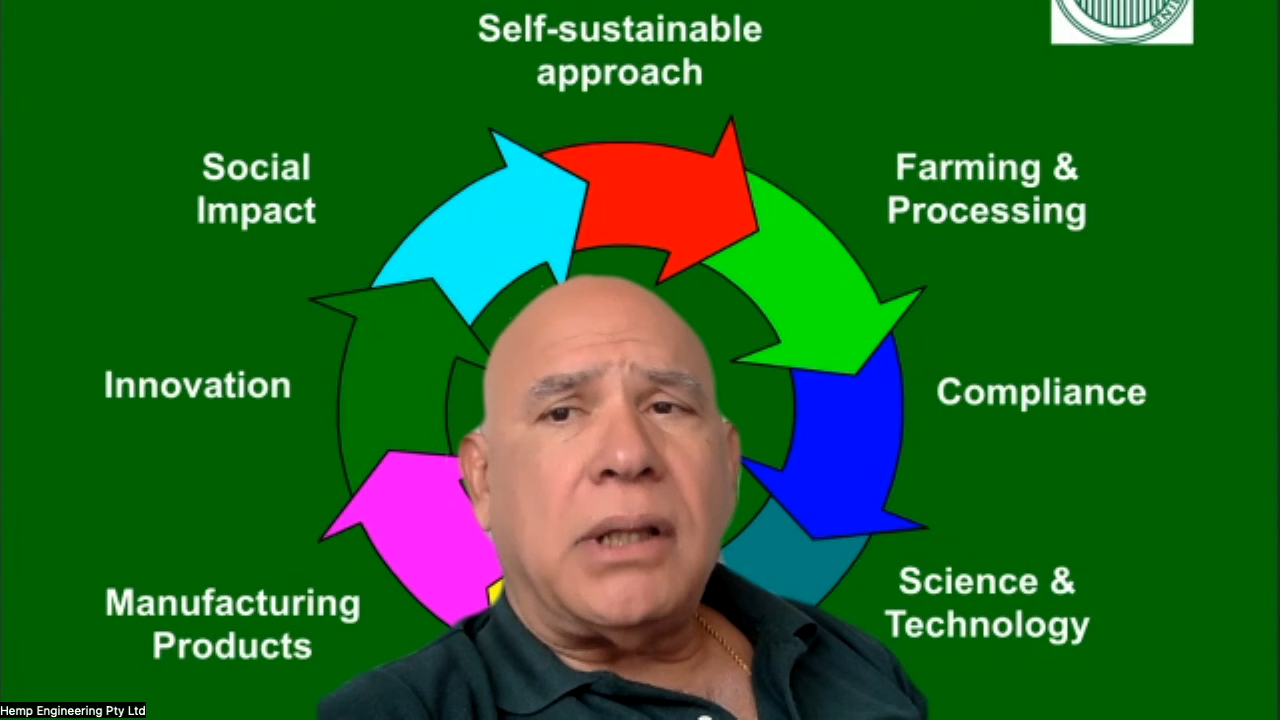 Self-sustainable
approach
Social
Impact
Farming &
Processing
Innovation
Compliance
Manufacturing
Products
Science &
Technology
Hemp Engineering Pty Ltd